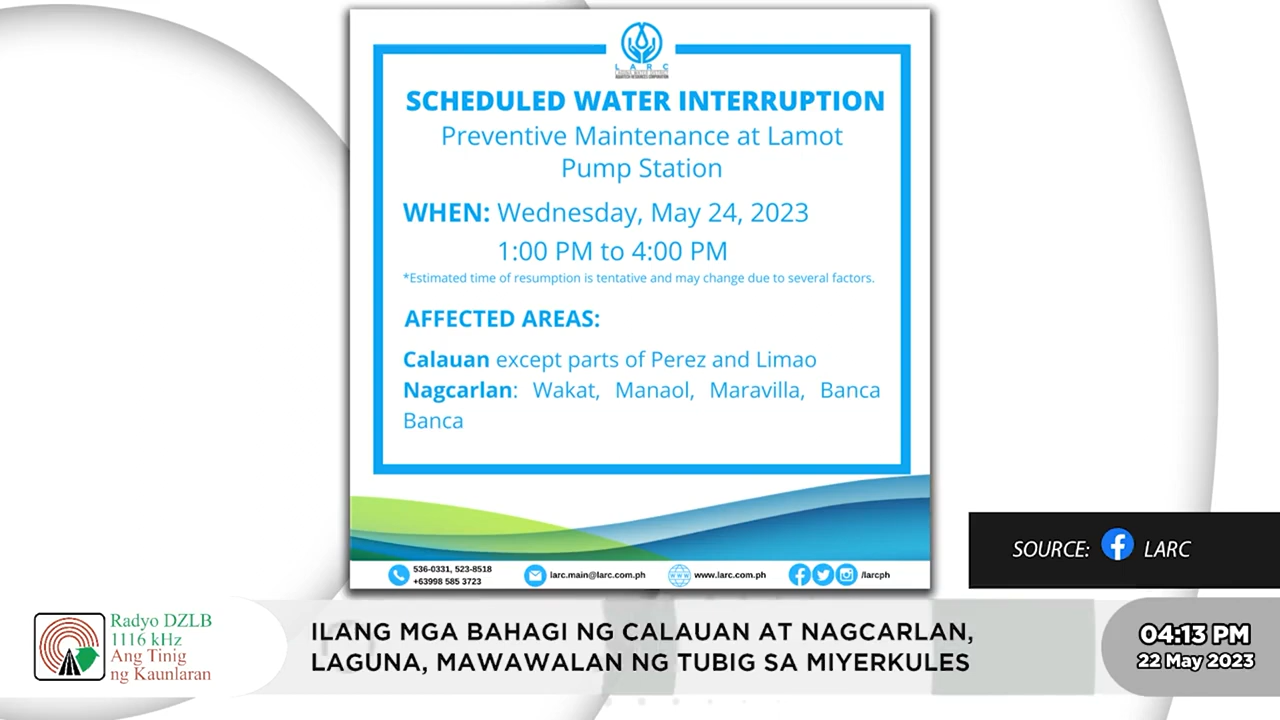 L A R C
SCHEDULED WATER INTERRUPTION
Preventive Maintenance at Lamot
Pump Station
WHEN: Wednesday, May 24, 2023
1:00 PM to 4:00 PM
*Estimated time of resumption is tentative and may change due to several factors.
AFFECTED AREAS:
Calauan except parts of Perez and Limao
Nagcarlan: Wakat, Manaol, Maravilla, Banca
Banca
536-0331, 523-8518
+63998 585 3723
larc.main@larc.com.ph
WWW
www.larc.com.ph
/larcph
SOURCE: LARC
Radyo DZLB
1116 kHz
Ang Tinig
ng Kaunlaran
ILANG MGA BAHAGI NG CALAUAN AT NAGCARLAN,
LAGUNA, MAWAWALAN NG TUBIG SA MIYERKULES
04:13 PM
22 May 2023